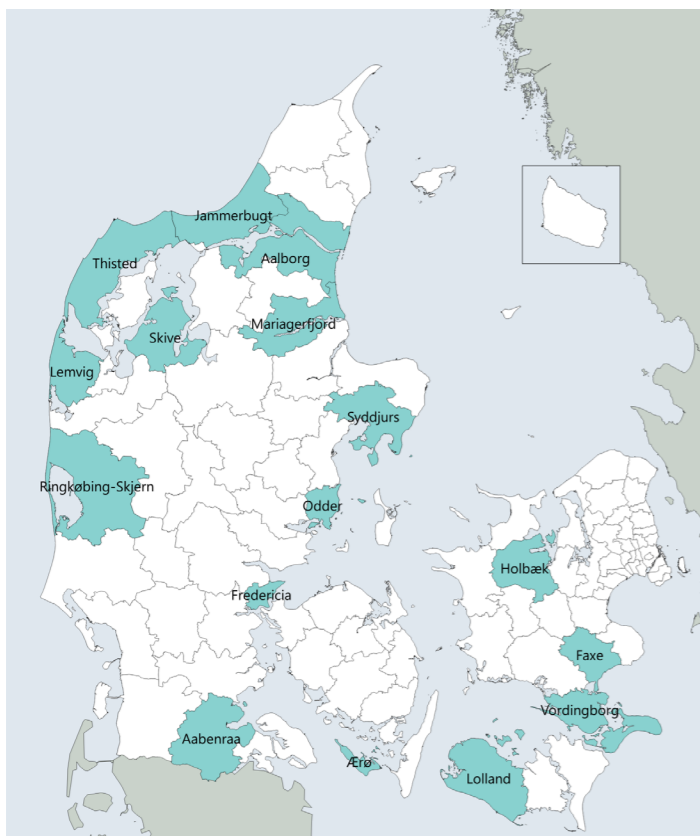 Jammerbugt
Thisted
Aalborg
Mariagerfjord
Skive
Lemvig
Syddjurs
Ringkøbing-Skjern
Odder
Holbæk
Fredericia
Faxe
Vordingborg
Aabenraa
Ærø
Lolland